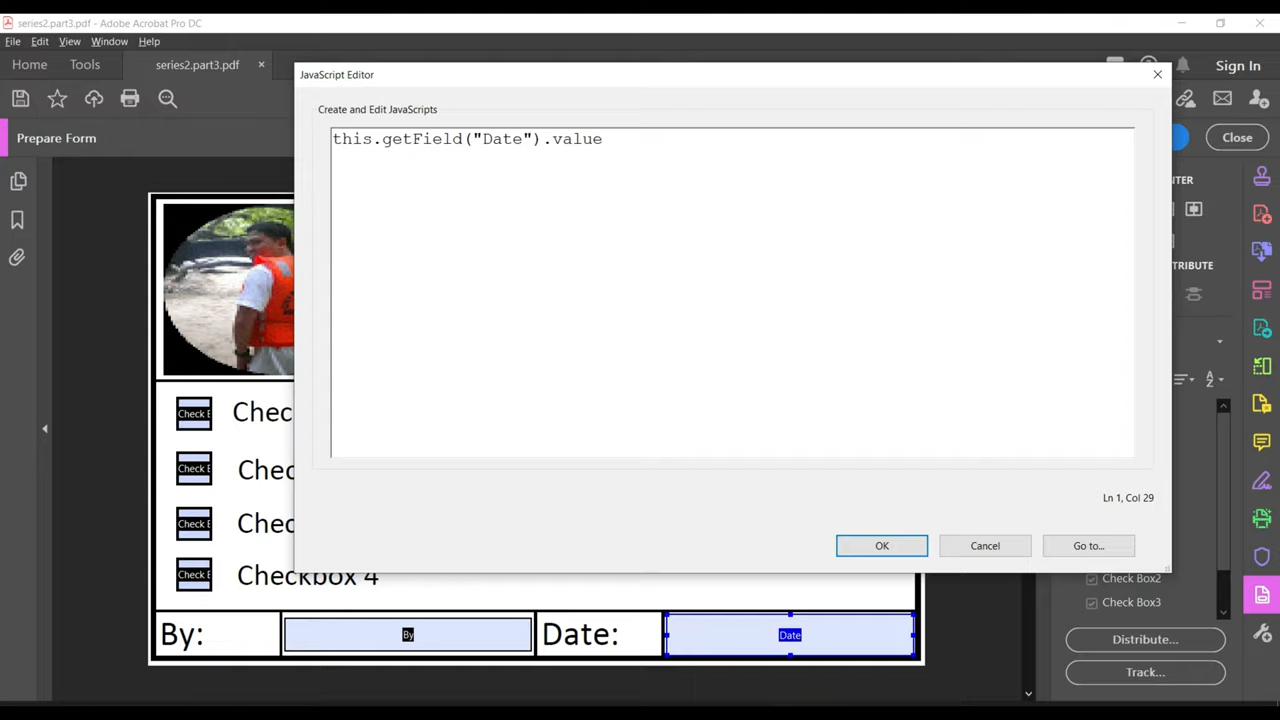 series2.part3.pdf - Adobe Acrobat Pro DC
File Edit View Window Help
Home Tools series2.part3.pdf × Sign In
JavaScript Editor
Prepare Form Close
Create and Edit JavaScripts
this.getField("Date").value
NTER
TRIBUTE
Check E Chec
Check E Chec
Check E Chec
Check E Checkbox 4
Ln 1, Col 29
OK Cancel Go to...
Check Box2
Check Box3
By: By Date: Date
Distribute...
Track...